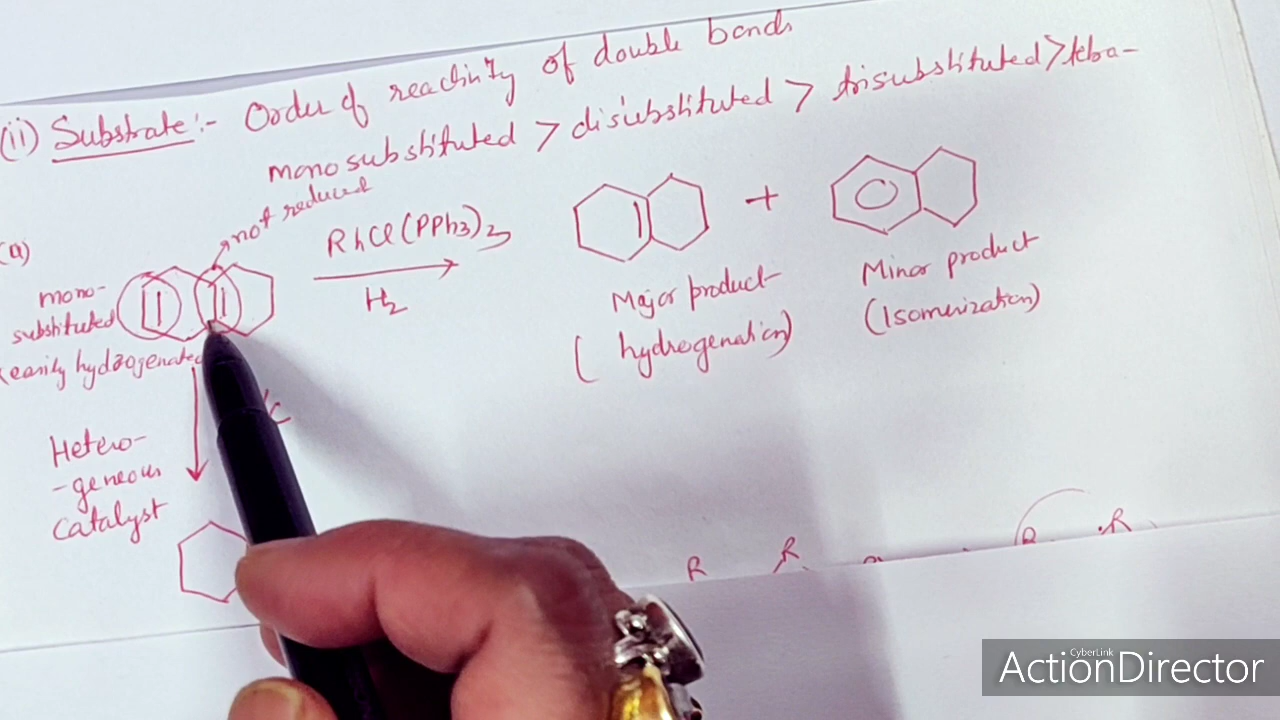 (ii) Substrate:- Order of reactivity of double bonds
monosubstituted > disubstituted > trisubstituted > tetra-
not reduced
(a)
RhCl(PPh3)3
H2
+
mono-
substituted
(easily hydrogenated
Major product
(hydrogenation)
Minor product
(Isomerization)
Hetero-
-geneous
Catalyst
C
R R R R
CyberLink
ActionDirector